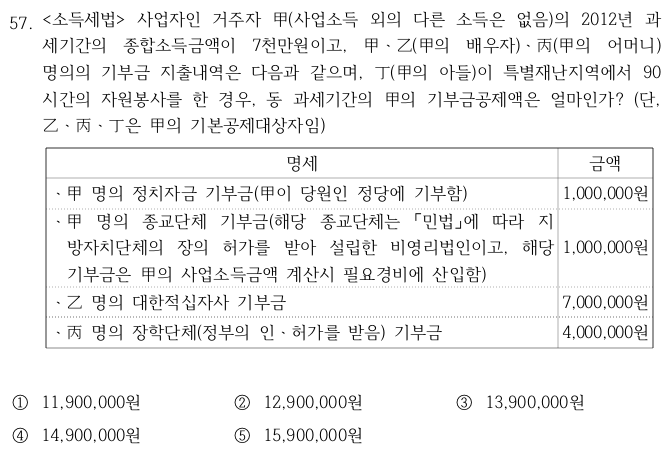 57. <소득세법> 사업자인 거주자 甲(사업소득 외의 다른 소득은 없음)의 2012년 과
세기간의 종합소득금액이 7천만원이고, 甲、乙(甲의 배우자)、丙(甲의 어머니)
명의의 기부금 지출내역은 다음과 같으며, 丁(甲의 아들)이 특별재난지역에서 90
시간의 자원봉사를 한 경우, 동 과세기간의 甲의 기부금공제액은 얼마인가? (단,
乙、丙、丁은 甲의 기본공제대상자임)
명세 금액
、甲 명의 정치자금 기부금(甲이 당원인 정당에 기부함) 1,000,000원
、甲 명의 종교단체 기부금(해당 종교단체는 「민법」에 따라 지
방자치단체의 장의 허가를 받아 설립한 비영리법인이고, 해당 1,000,000원
기부금은 甲의 사업소득금액 계산시 필요경비에 산입함)
、乙 명의 대한적십자사 기부금 7,000,000원
、丙 명의 장학단체(정부의 인、허가를 받음) 기부금 4,000,000원
① 11,900,000원 ② 12,900,000원 ③ 13,900,000원
④ 14,900,000원 ⑤ 15,900,000원